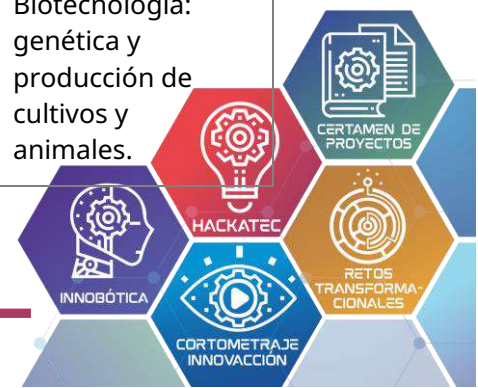 Biotecnología:
genética y
producción de
cultivos y
animales.
CERTAMEN DE
PROYECTOS
HACKATEC
INNOBÓTICA
RETOS
TRANSFORMA-
CIONALES
CORTOMETRAJE
INNOVACCIÓN